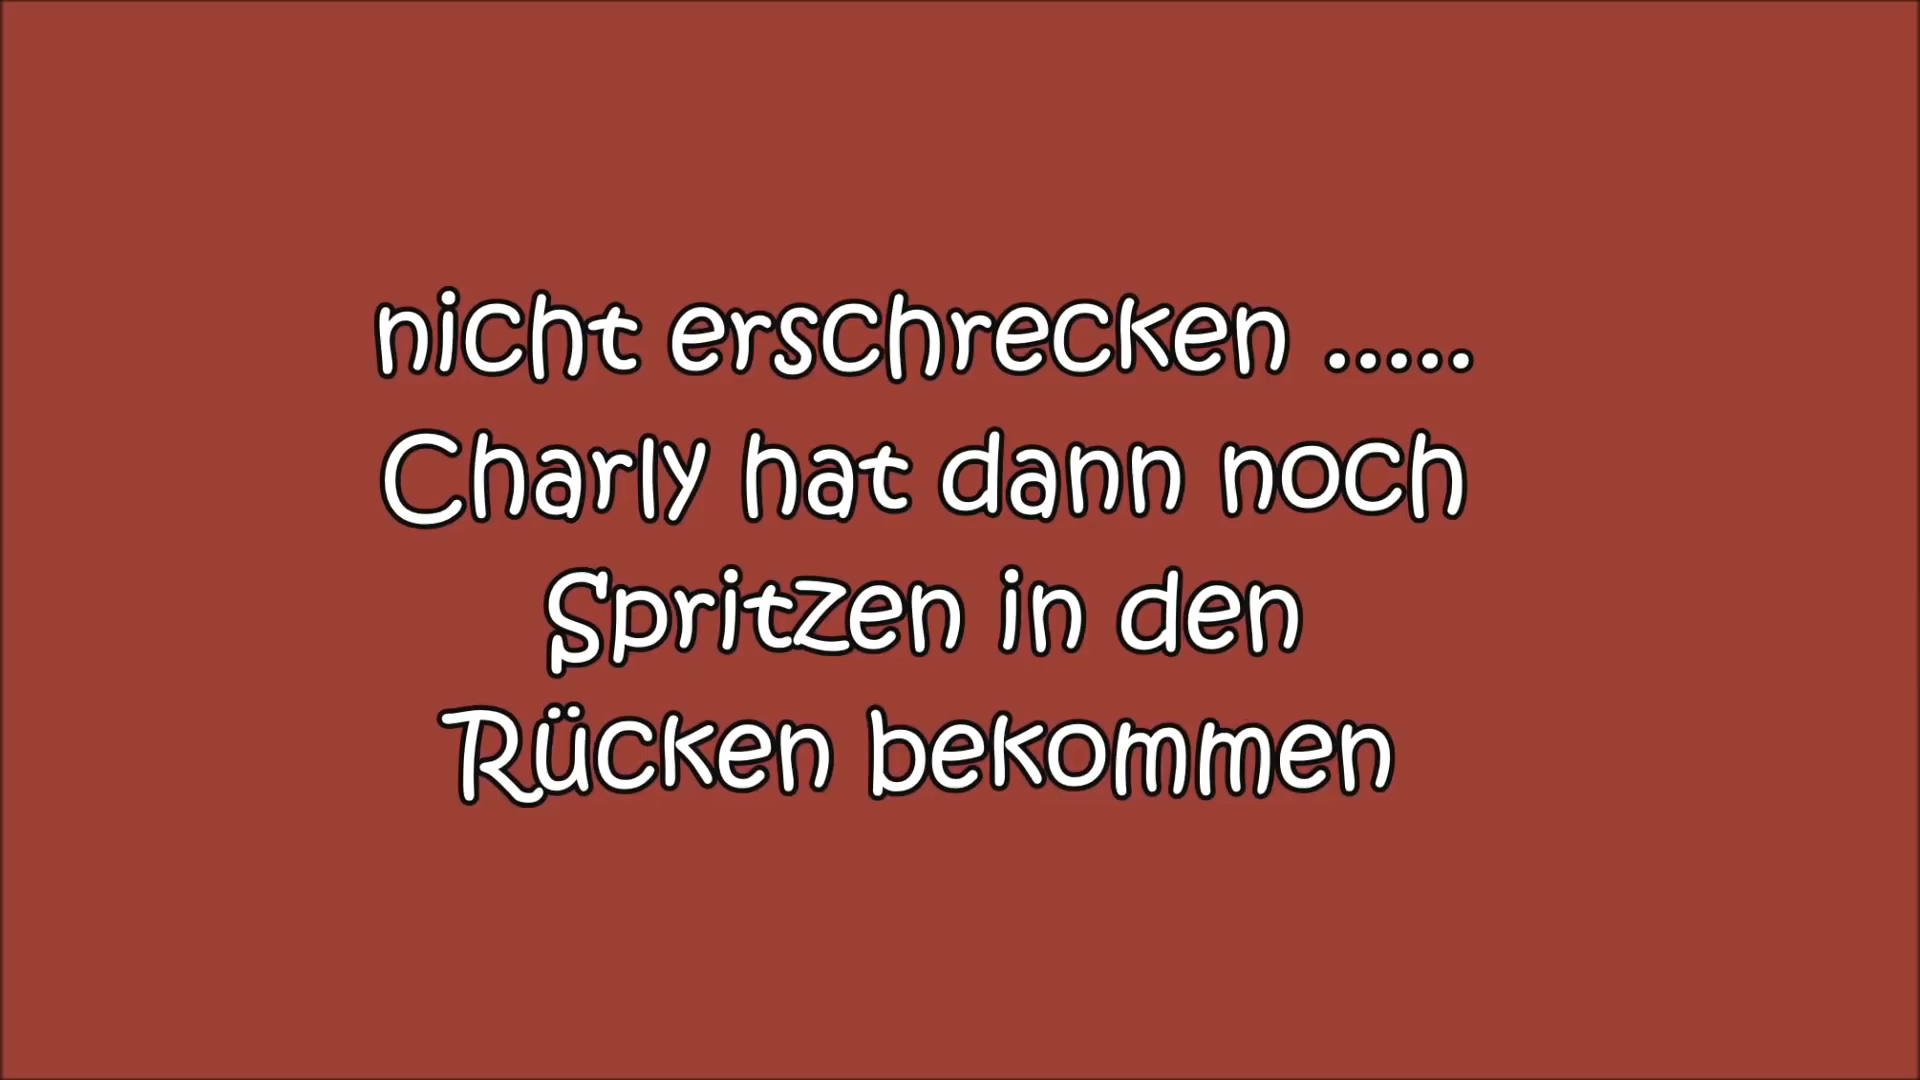 nicht erschrecken .....
Charly hat dann noch
Spritzen in den
Rücken bekommen